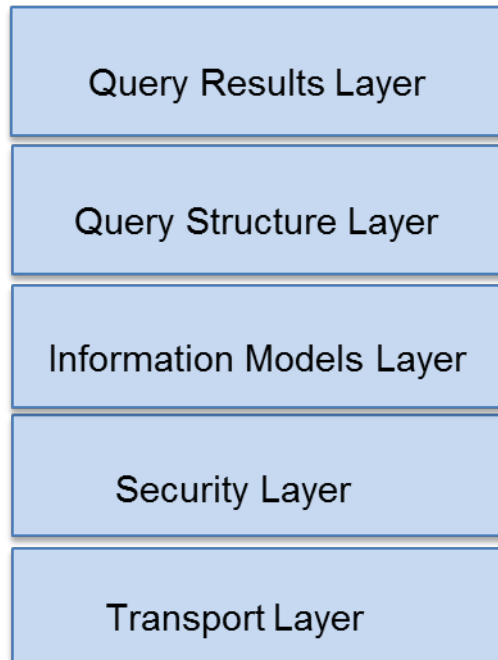 Query Results Layer
Query Structure Layer
Information Models Layer
Security Layer
Transport Layer